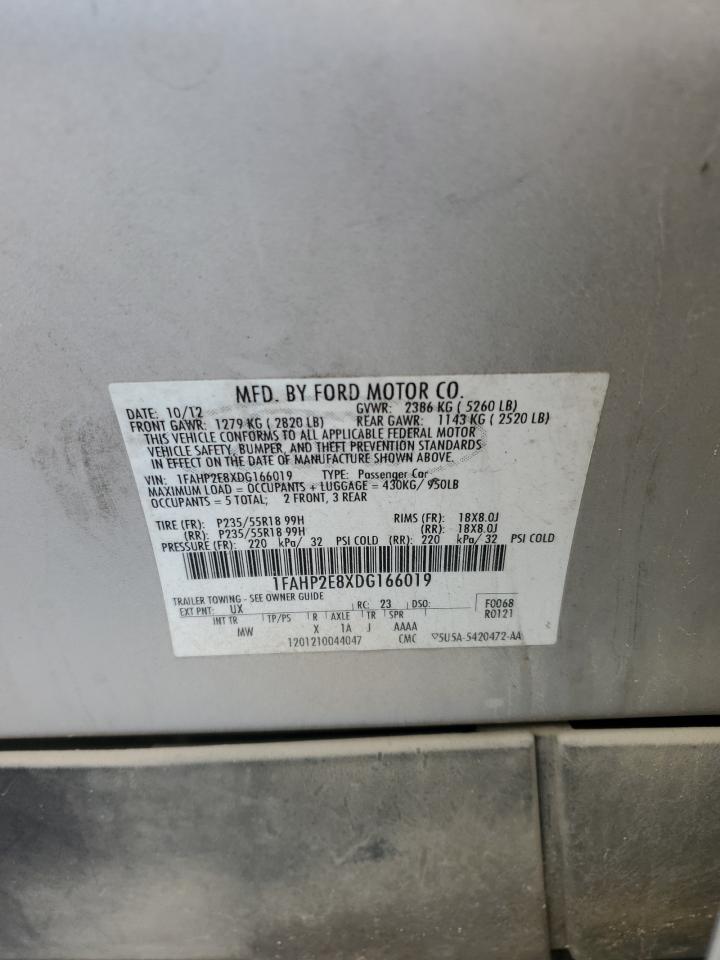 MFD. BY FORD MOTOR CO.
DATE: 10/12 GVWR: 2386 KG ( 5260 LB)
FRONT GAWR: 1279 KG ( 2820 LB) REAR GAWR: 1143 KG ( 2520 LB)
THIS VEHICLE CONFORMS TO ALL APPLICABLE FEDERAL MOTOR
VEHICLE SAFETY, BUMPER, AND THEFT PREVENTION STANDARDS
IN EFFECT ON THE DATE OF MANUFACTURE SHOWN ABOVE.
VIN: 1FAHP2E8XDG166019 TYPE: Passenger Car
MAXIMUM LOAD = OCCUPANTS + LUGGAGE = 430KG/ 950LB
OCCUPANTS = 5 TOTAL; 2 FRONT, 3 REAR
TIRE (FR): P235/55R18 99H RIMS (FR): 18X8.0J
(RR): P235/55R18 99H (RR): 18X8.0J
PRESSURE (FR): 220 kPa/ 32 PSI COLD (RR): 220 kPa/ 32 PSI COLD
1FAHP2E8XDG166019
TRAILER TOWING - SEE OWNER GUIDE
EXT PNT: UX RC: 23 DSO: F0068
INT TR TP/PS R AXLE TR SPR R0121
MW X 1A J AAAA
1201210044047 CMC ▽5U5A-5420472-AA